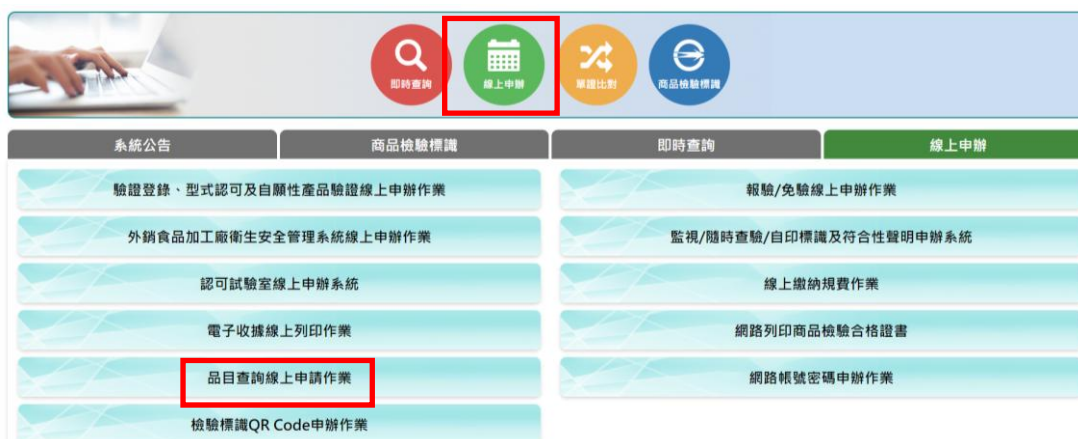 即時查詢
線上申辦
單證比對
商品檢驗標識
系統公告
商品檢驗標識
即時查詢
線上申辦
驗證登錄、型式認可及自願性產品驗證線上申辦作業
報驗/免驗線上申辦作業
外銷食品加工廠衛生安全管理系統線上申辦作業
監視/隨時查驗/自印標識及符合性聲明申辦系統
認可試驗室線上申辦系統
線上繳納規費作業
電子收據線上列印作業
網路列印商品檢驗合格證書
品目查詢線上申請作業
網路帳號密碼申辦作業
檢驗標識QR Code申辦作業